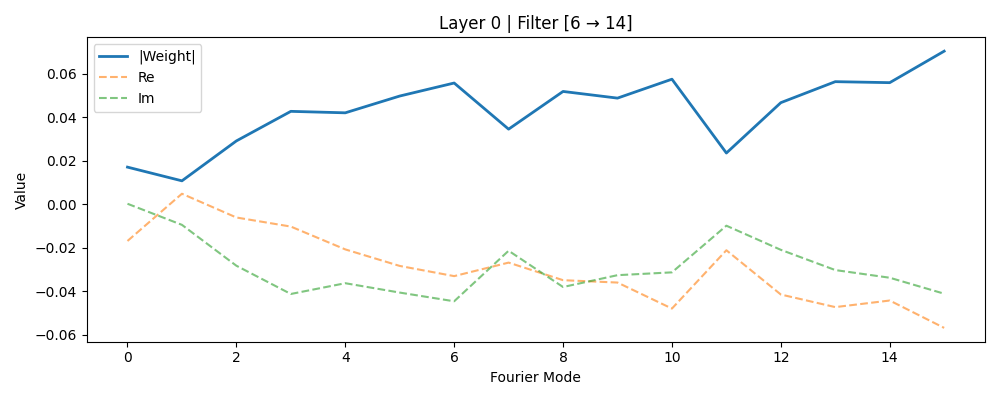 Layer 0 | Filter [6 → 14]
|Weight|
Re
Im
0.06
0.04
0.02
0.00
−0.02
−0.04
−0.06
Value
0 2 4 6 8 10 12 14
Fourier Mode